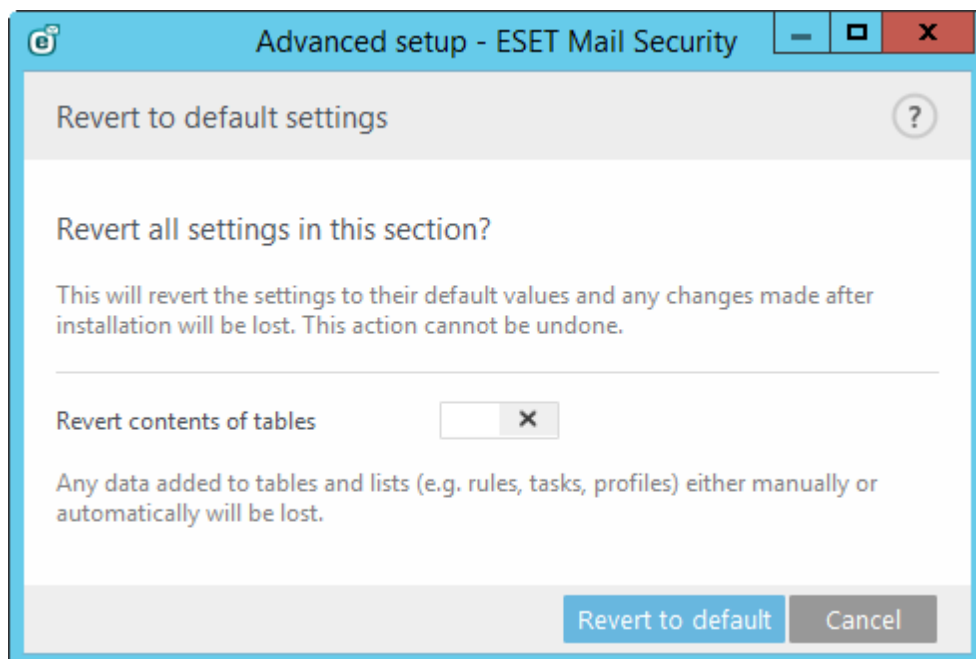 Advanced setup - ESET Mail Security
Revert to default settings
?
Revert all settings in this section?
This will revert the settings to their default values and any changes made after
installation will be lost. This action cannot be undone.
Revert contents of tables
Any data added to tables and lists (e.g. rules, tasks, profiles) either manually or
automatically will be lost.
Revert to default Cancel